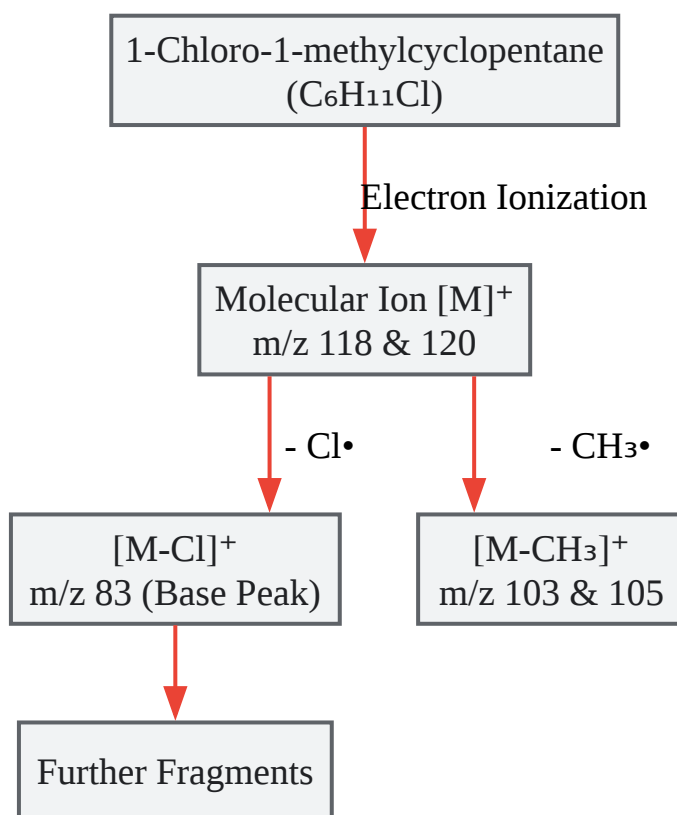 1-Chloro-1-methylcyclopentane
(C₆H₁₁Cl)
Electron Ionization
Molecular Ion [M]⁺
m/z 118 & 120
- Cl•
- CH₃•
[M-Cl]⁺
m/z 83 (Base Peak)
[M-CH₃]⁺
m/z 103 & 105
Further Fragments